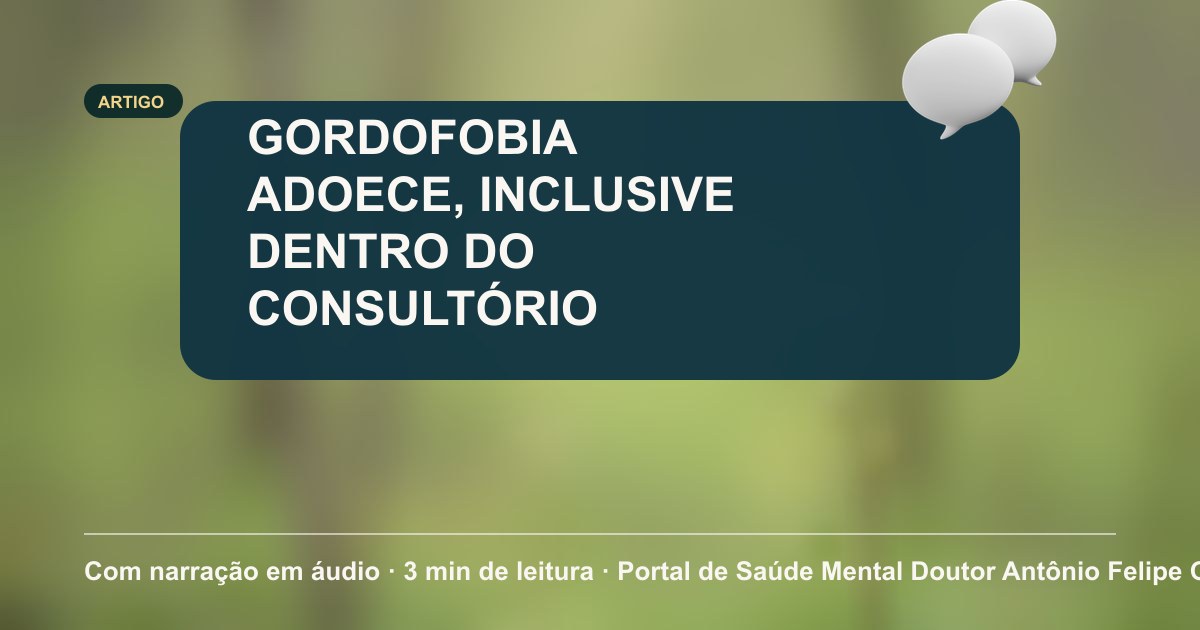 ARTIGO
GORDOFOBIA
ADOECE, INCLUSIVE
DENTRO DO
CONSULTÓRIO
Com narração em áudio · 3 min de leitura · Portal de Saúde Mental Doutor Antônio Felipe